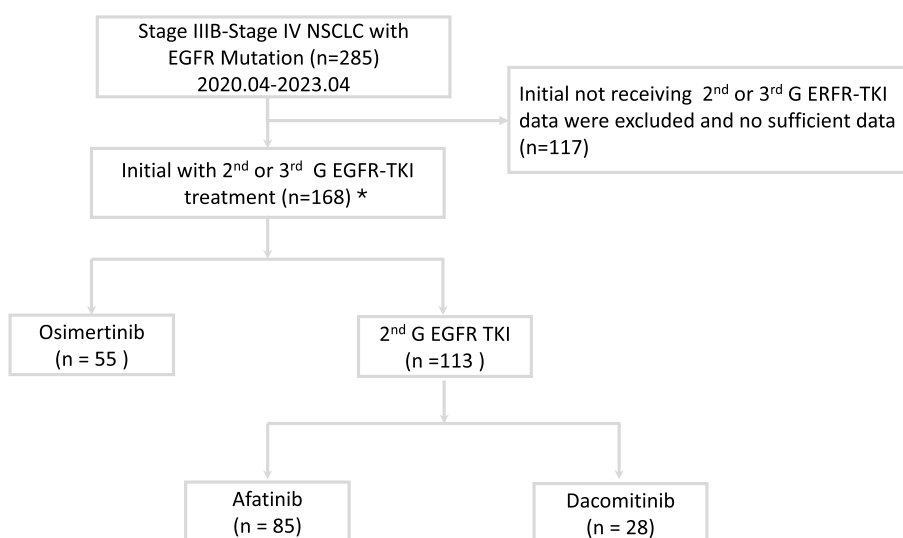 Stage IIIB-Stage IV NSCLC with
EGFR Mutation (n=285)
2020.04-2023.04
Initial not receiving 2nd or 3rd G ERFR-TKI
data were excluded and no sufficient data
(n=117)
Initial with 2nd or 3rd G EGFR-TKI
treatment (n=168) *
Osimertinib
(n = 55 )
2nd G EGFR TKI
(n =113 )
Afatinib
(n = 85)
Dacomitinib
(n = 28)